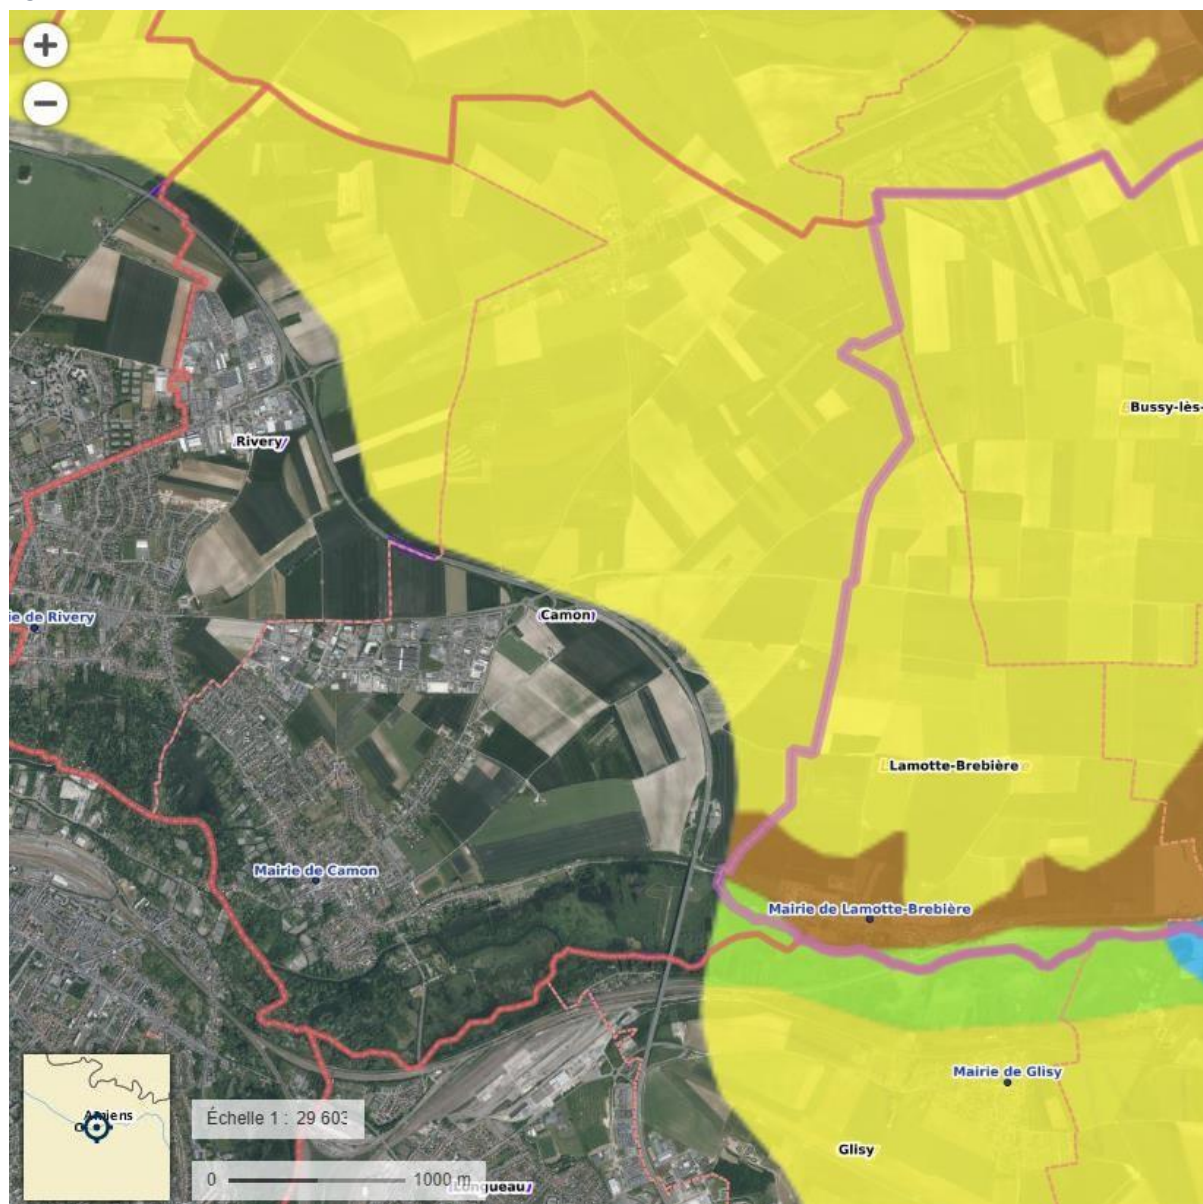 +
−
Bussy-lès-
Rivery
Camon
ie de Rivery
Lamotte-Brebière
Mairie de Camon
Mairie de Lamotte-Brebière
Mairie de Glisy
Amiens
Échelle 1 : 29 603
Glisy
0 1000 m
Longueau